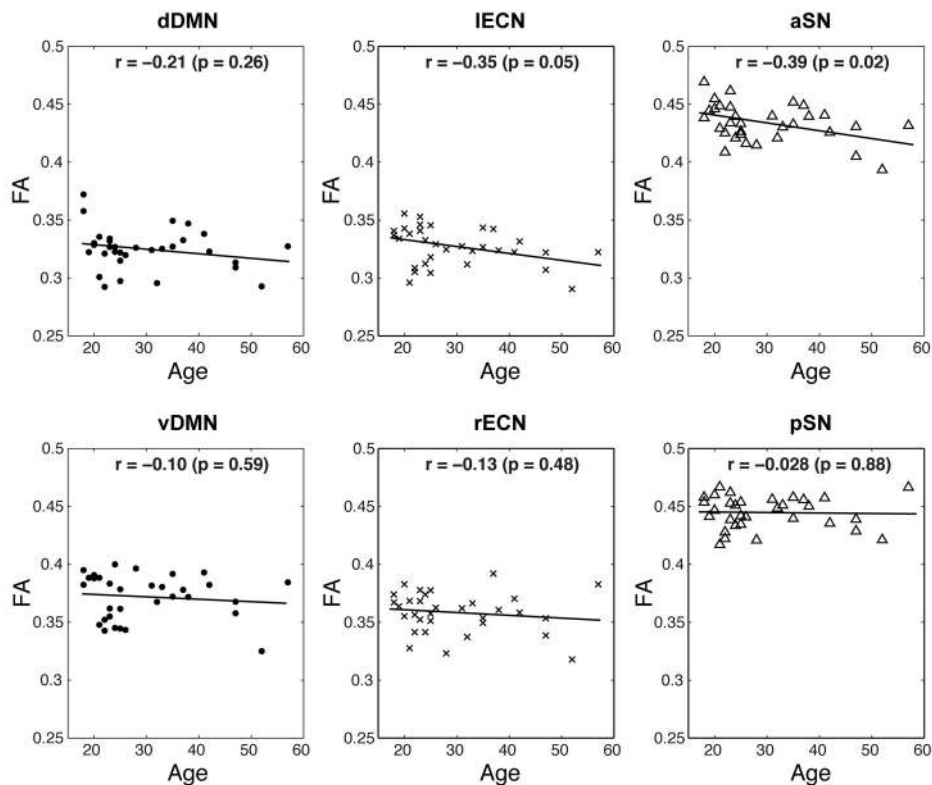 dDMN
r = −0.21 (p = 0.26)
0.5
0.45
0.4
0.35
0.3
0.25
FA
20 30 40 50 60
Age
lECN
r = −0.35 (p = 0.05)
0.5
0.45
0.4
0.35
0.3
0.25
FA
20 30 40 50 60
Age
aSN
r = −0.39 (p = 0.02)
0.5
0.45
0.4
0.35
0.3
0.25
FA
20 30 40 50 60
Age
vDMN
r = −0.10 (p = 0.59)
0.5
0.45
0.4
0.35
0.3
0.25
FA
20 30 40 50 60
Age
rECN
r = −0.13 (p = 0.48)
0.5
0.45
0.4
0.35
0.3
0.25
FA
20 30 40 50 60
Age
pSN
r = −0.028 (p = 0.88)
0.5
0.45
0.4
0.35
0.3
0.25
FA
20 30 40 50 60
Age